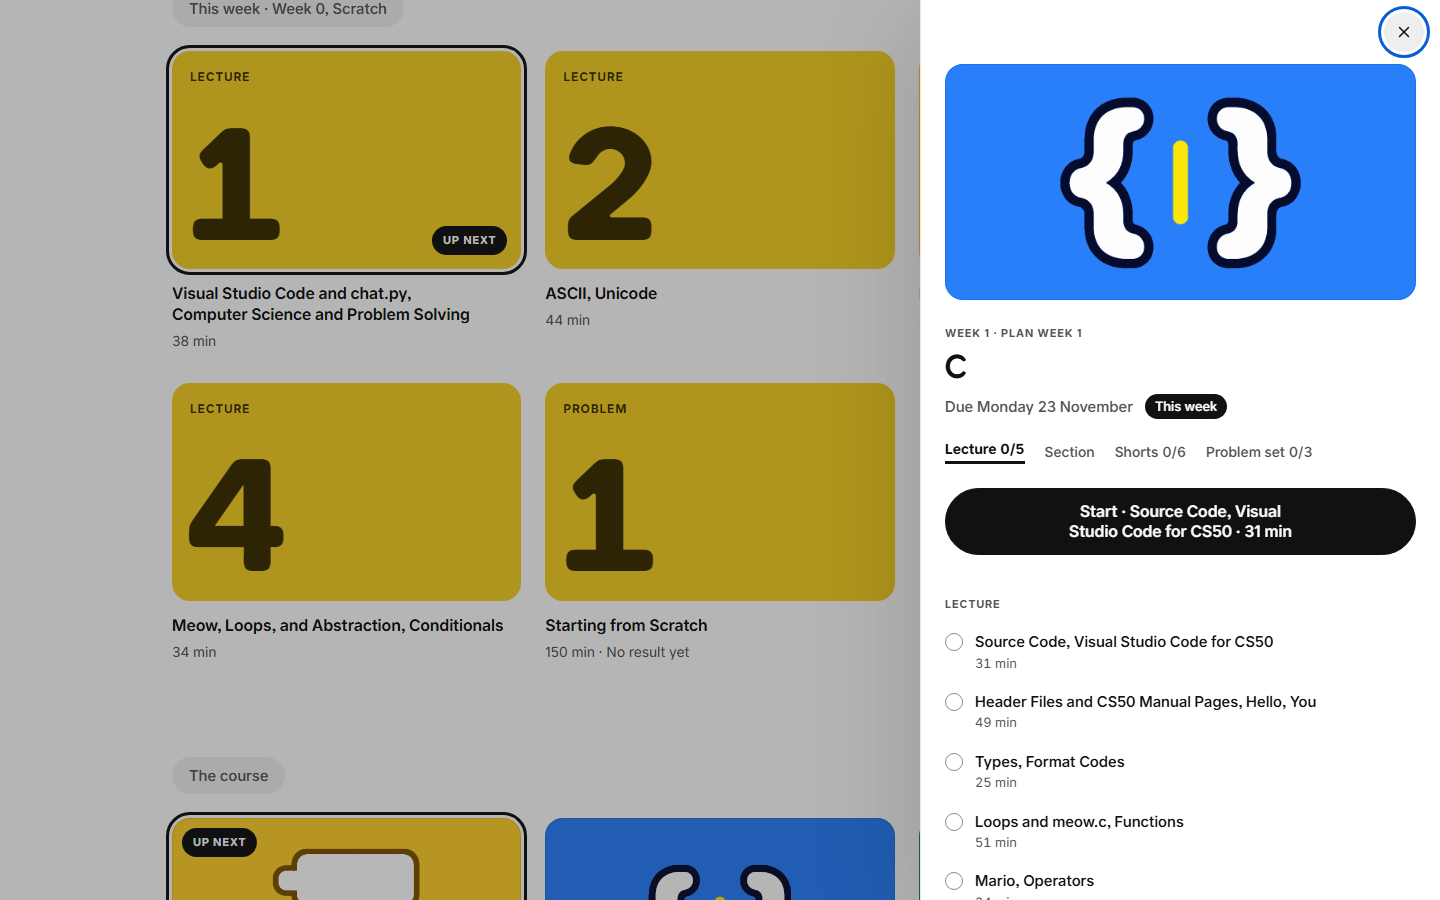 This week · Week 0, Scratch
LECTURE
1
UP NEXT
Visual Studio Code and chat.py,
Computer Science and Problem Solving
38 min
LECTURE
2
ASCII, Unicode
44 min
LECTURE
4
Meow, Loops, and Abstraction, Conditionals
34 min
PROBLEM
1
Starting from Scratch
150 min · No result yet
The course
UP NEXT
WEEK 1 · PLAN WEEK 1
C
Due Monday 23 November
This week
Lecture 0/5
Section
Shorts 0/6
Problem set 0/3
Start · Source Code, Visual
Studio Code for CS50 · 31 min
LECTURE
Source Code, Visual Studio Code for CS50
31 min
Header Files and CS50 Manual Pages, Hello, You
49 min
Types, Format Codes
25 min
Loops and meow.c, Functions
51 min
Mario, Operators